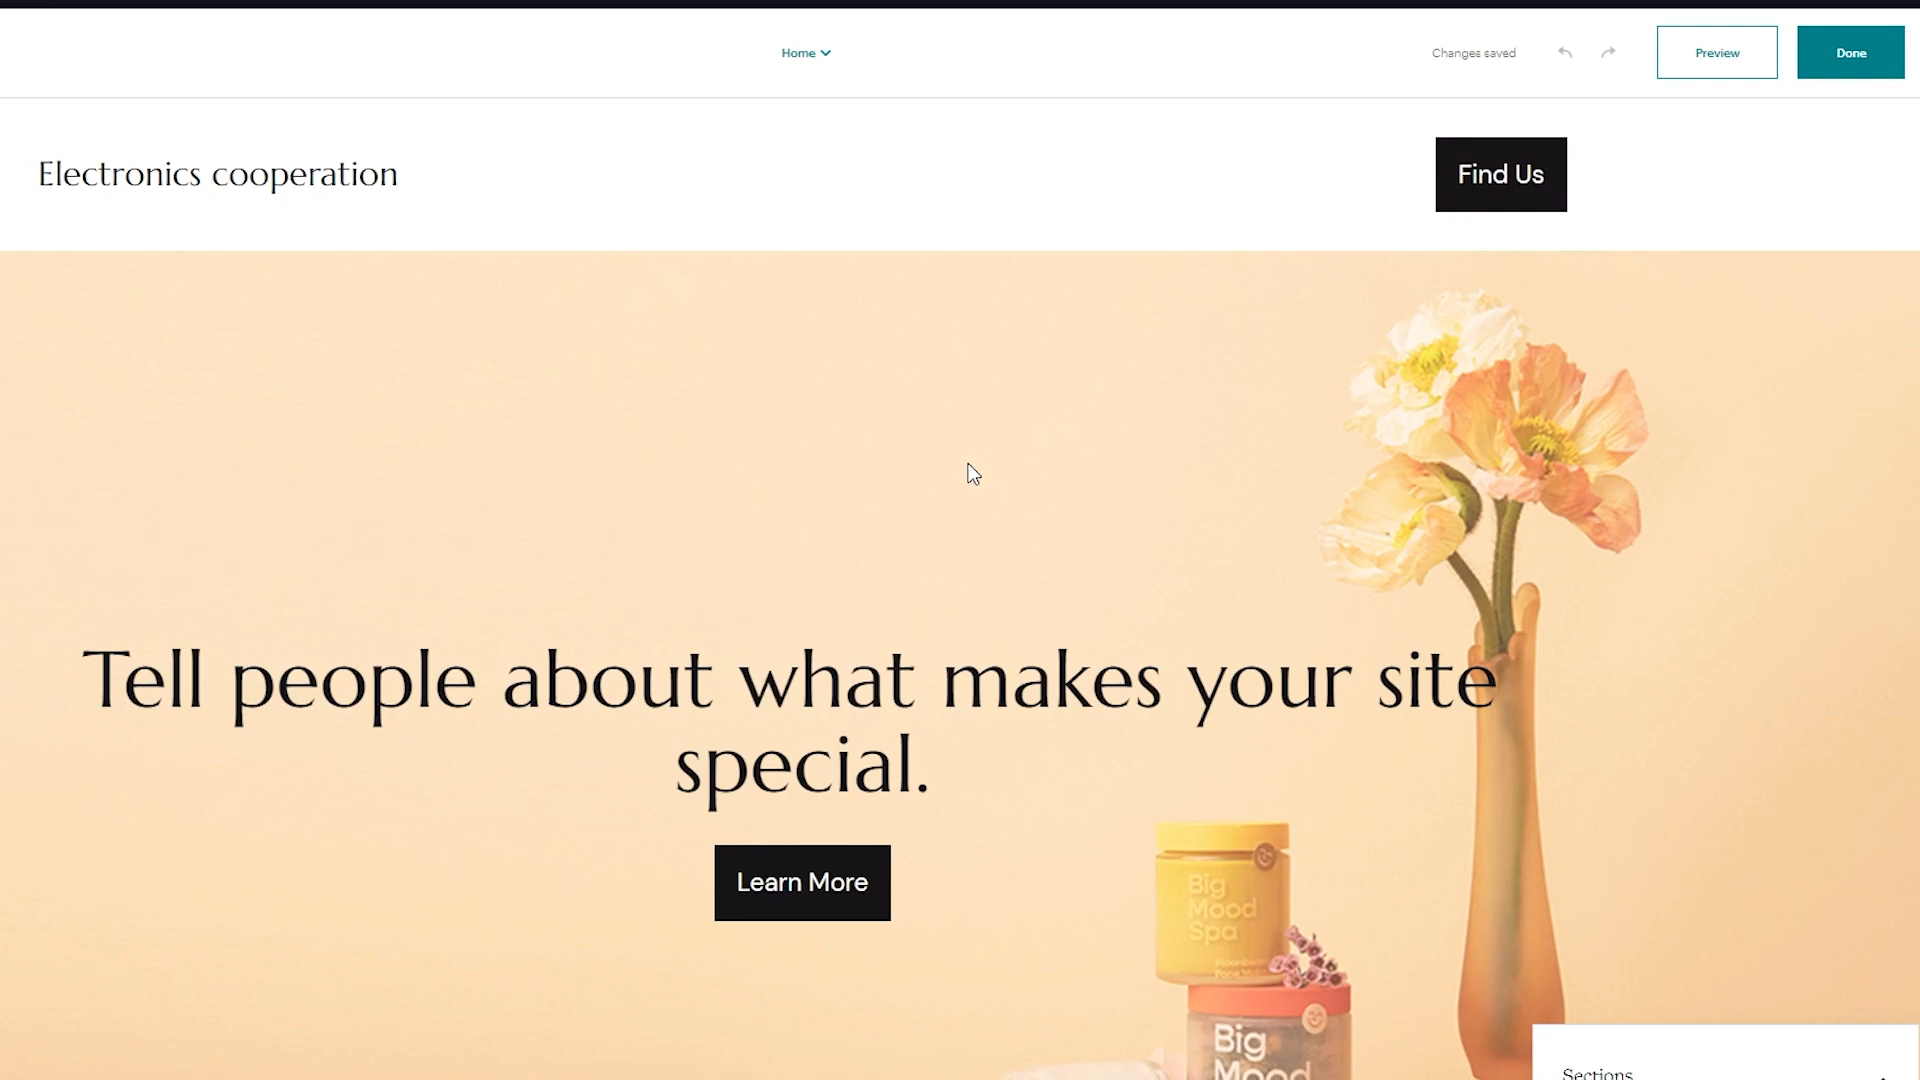 Home
Changes saved
Preview
Done
Electronics cooperation
Find Us
Tell people about what makes your site
special.
Learn More
Big
Mood
Spa
Big
Mood
Sections